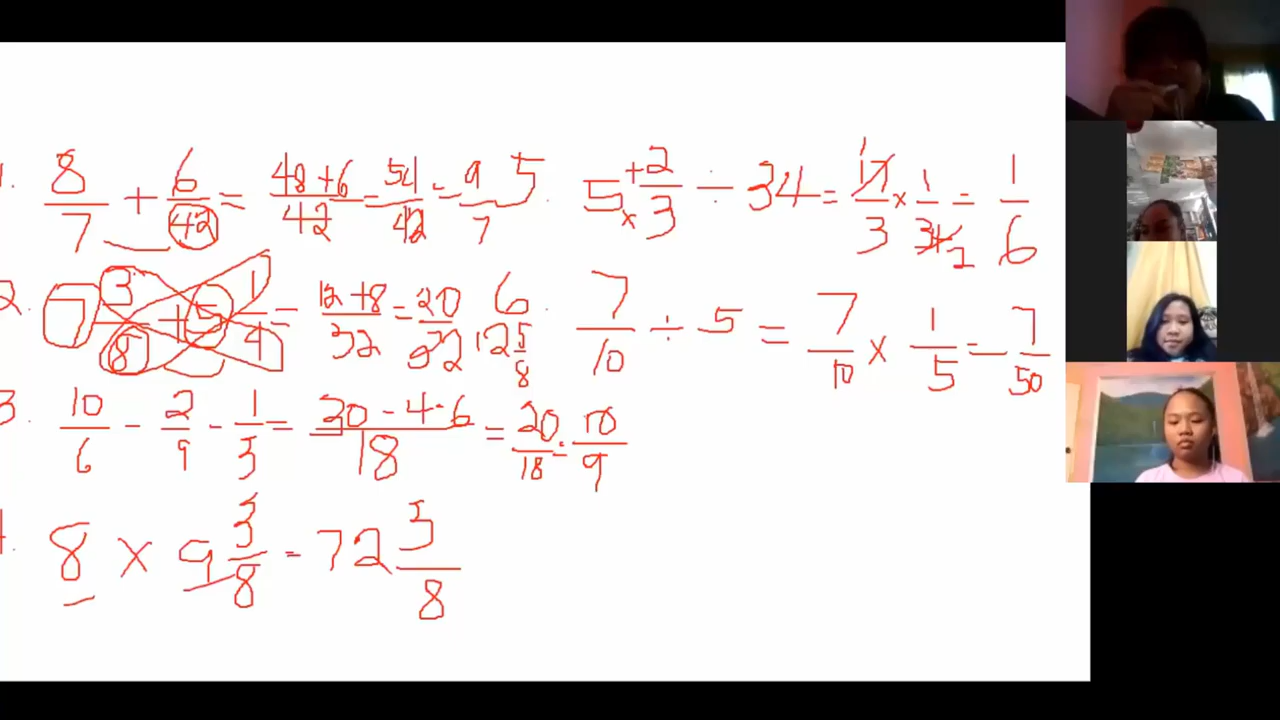 1. 8/7 + 6/42 = 48+6/42 = 54/42 = 9/7
2. 7 3/8 + 5 1/4 = 12+8/32 = 20/32 12 5/8
3. 10/6 - 2/9 - 1/3 = 30-4-6/18 = 20/18 = 10/9
4. 8 x 9 3/8 = 72 3/8
5. 5 2/3 ÷ 34 = 17/3 x 1/34 = 1/6
6. 7/10 ÷ 5 = 7/10 x 1/5 = 7/50